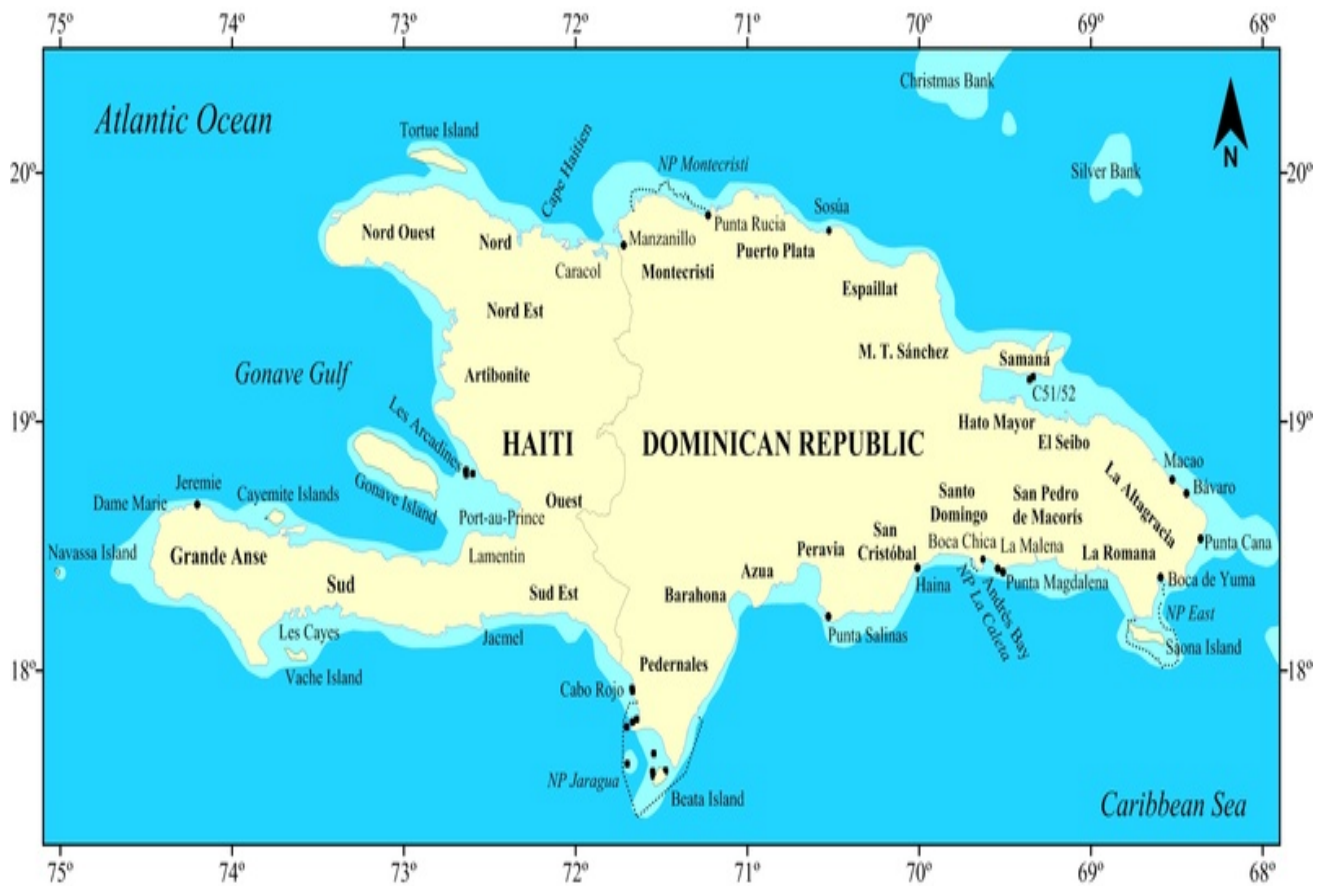 75º 74º 73º 72º 71º 70º 69º 68º
Christmas Bank
Atlantic Ocean
Tortue Island
Cape Haitien
N
20º
NP Montecristi
Silver Bank
20º
Sosúa
Punta Rucia
Nord Ouest
Nord
Manzanillo
Puerto Plata
Caracol
Montecristi
Espaillat
Nord Est
M. T. Sánchez
Samaná
Gonave Gulf
Artibonite
C51/52
19º
Les Arcadines
Hato Mayor
19º
HAITI
DOMINICAN REPUBLIC
El Seibo
Macao
Jeremie
Gonave Island
La Altagracia
Bávaro
Dame Marie
Cayemite Islands
Ouest
Santo
Domingo
San Pedro
de Macorís
Port-au-Prince
San
Cristóbal
Navassa Island
Grande Anse
Lamentin
Peravia
Boca Chica
La Malena
La Romana
Punta Cana
Azua
Sud
Sud Est
Barahona
Haina
NP La Caleta
Andrés Bay
Punta Magdalena
Boca de Yuma
NP East
Les Cayes
Jacmel
Punta Salinas
Saona Island
18º
Vache Island
Pedernales
18º
Cabo Rojo
NP Jaragua
Beata Island
Caribbean Sea
75º 74º 73º 72º 71º 70º 69º 68º